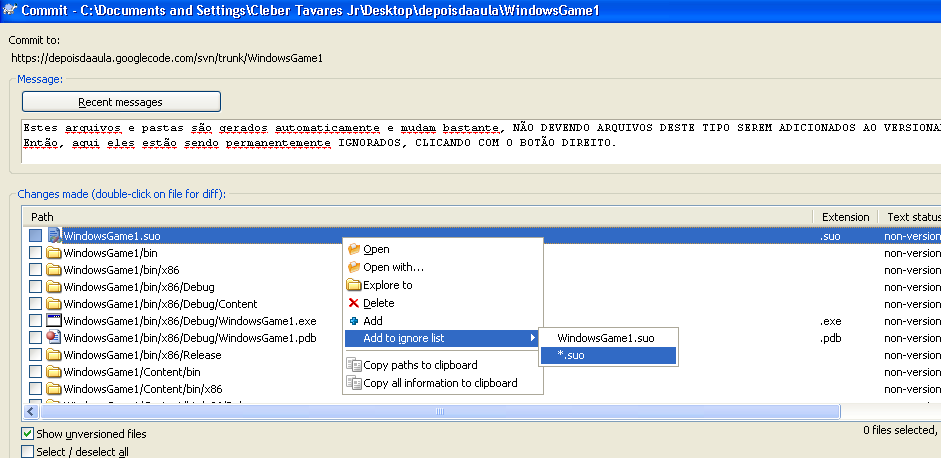 Commit - C:\Documents and Settings\Cleber Tavares Jr\Desktop\depoisdaaula\WindowsGame1
Commit to:
https://depoisdaaula.googlecode.com/svn/trunk/WindowsGame1
Message:
Recent messages
Estes arquivos e pastas são gerados automaticamente e mudam bastante, NÃO DEVENDO ARQUIVOS DESTE TIPO SEREM ADICIONADOS AO VERSIONA
Então, aqui eles estão sendo permanentemente IGNORADOS, CLICANDO COM O BOTÃO DIREITO.
Changes made (double-click on file for diff):
Path Extension Text status
WindowsGame1.suo .suo non-version
WindowsGame1/bin non-version
WindowsGame1/bin/x86 non-version
WindowsGame1/bin/x86/Debug non-version
WindowsGame1/bin/x86/Debug/Content non-version
WindowsGame1/bin/x86/Debug/WindowsGame1.exe .exe non-version
WindowsGame1/bin/x86/Debug/WindowsGame1.pdb .pdb non-version
WindowsGame1/bin/x86/Release non-version
WindowsGame1/Content/bin non-version
WindowsGame1/Content/bin/x86 non-version
Open
Open with...
Explore to
Delete
Add
Add to ignore list
WindowsGame1.suo
*.suo
Copy paths to clipboard
Copy all information to clipboard
Show unversioned files
0 files selected,
Select / deselect all